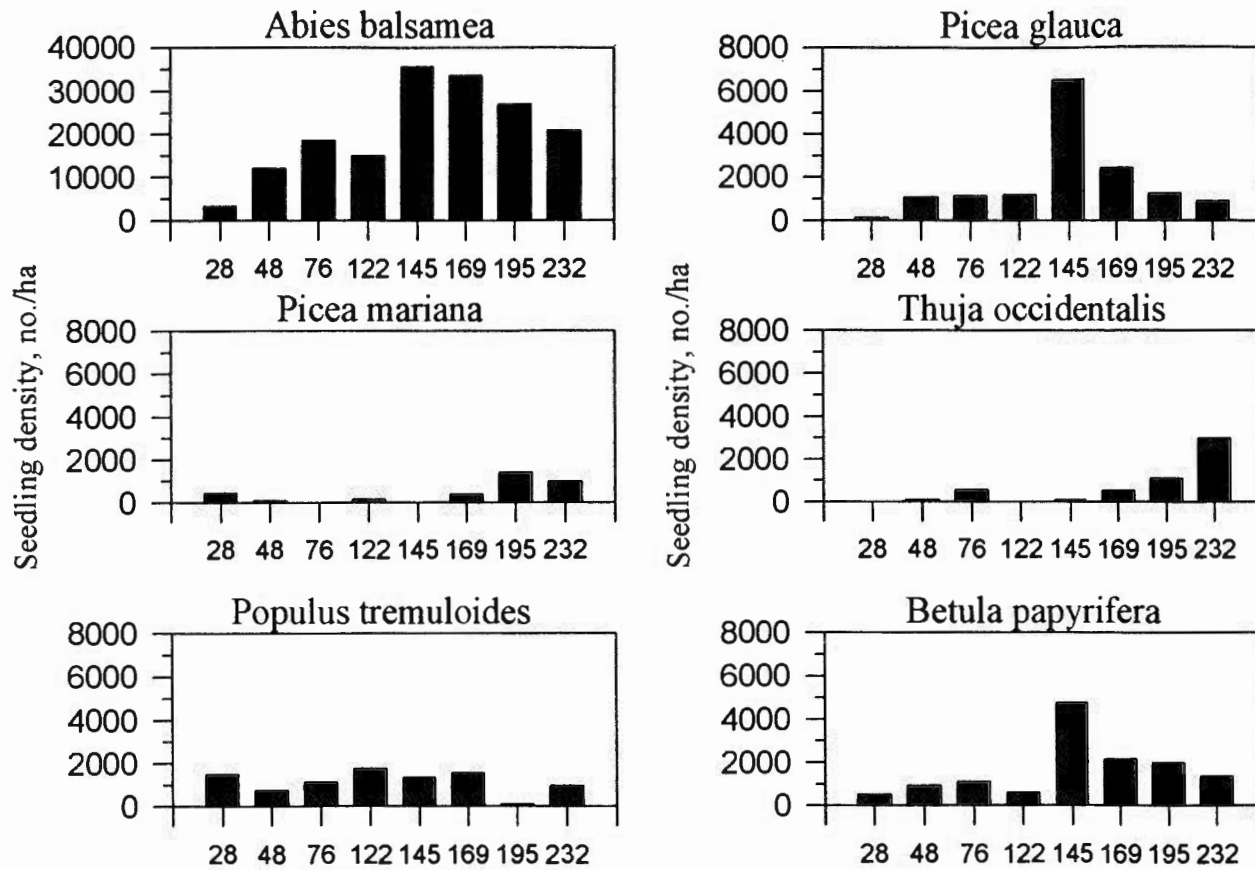 Abies balsamea
40000
30000
20000
10000
0
28 48 76 122 145 169 195 232
Picea glauca
8000
6000
4000
2000
0
28 48 76 122 145 169 195 232
Seedling density, no./ha
Picea mariana
8000
6000
4000
2000
0
28 48 76 122 145 169 195 232
Seedling density, no./ha
Thuja occidentalis
8000
6000
4000
2000
0
28 48 76 122 145 169 195 232
Populus tremuloides
8000
6000
4000
2000
0
28 48 76 122 145 169 195 232
Betula papyrifera
8000
6000
4000
2000
0
28 48 76 122 145 169 195 232